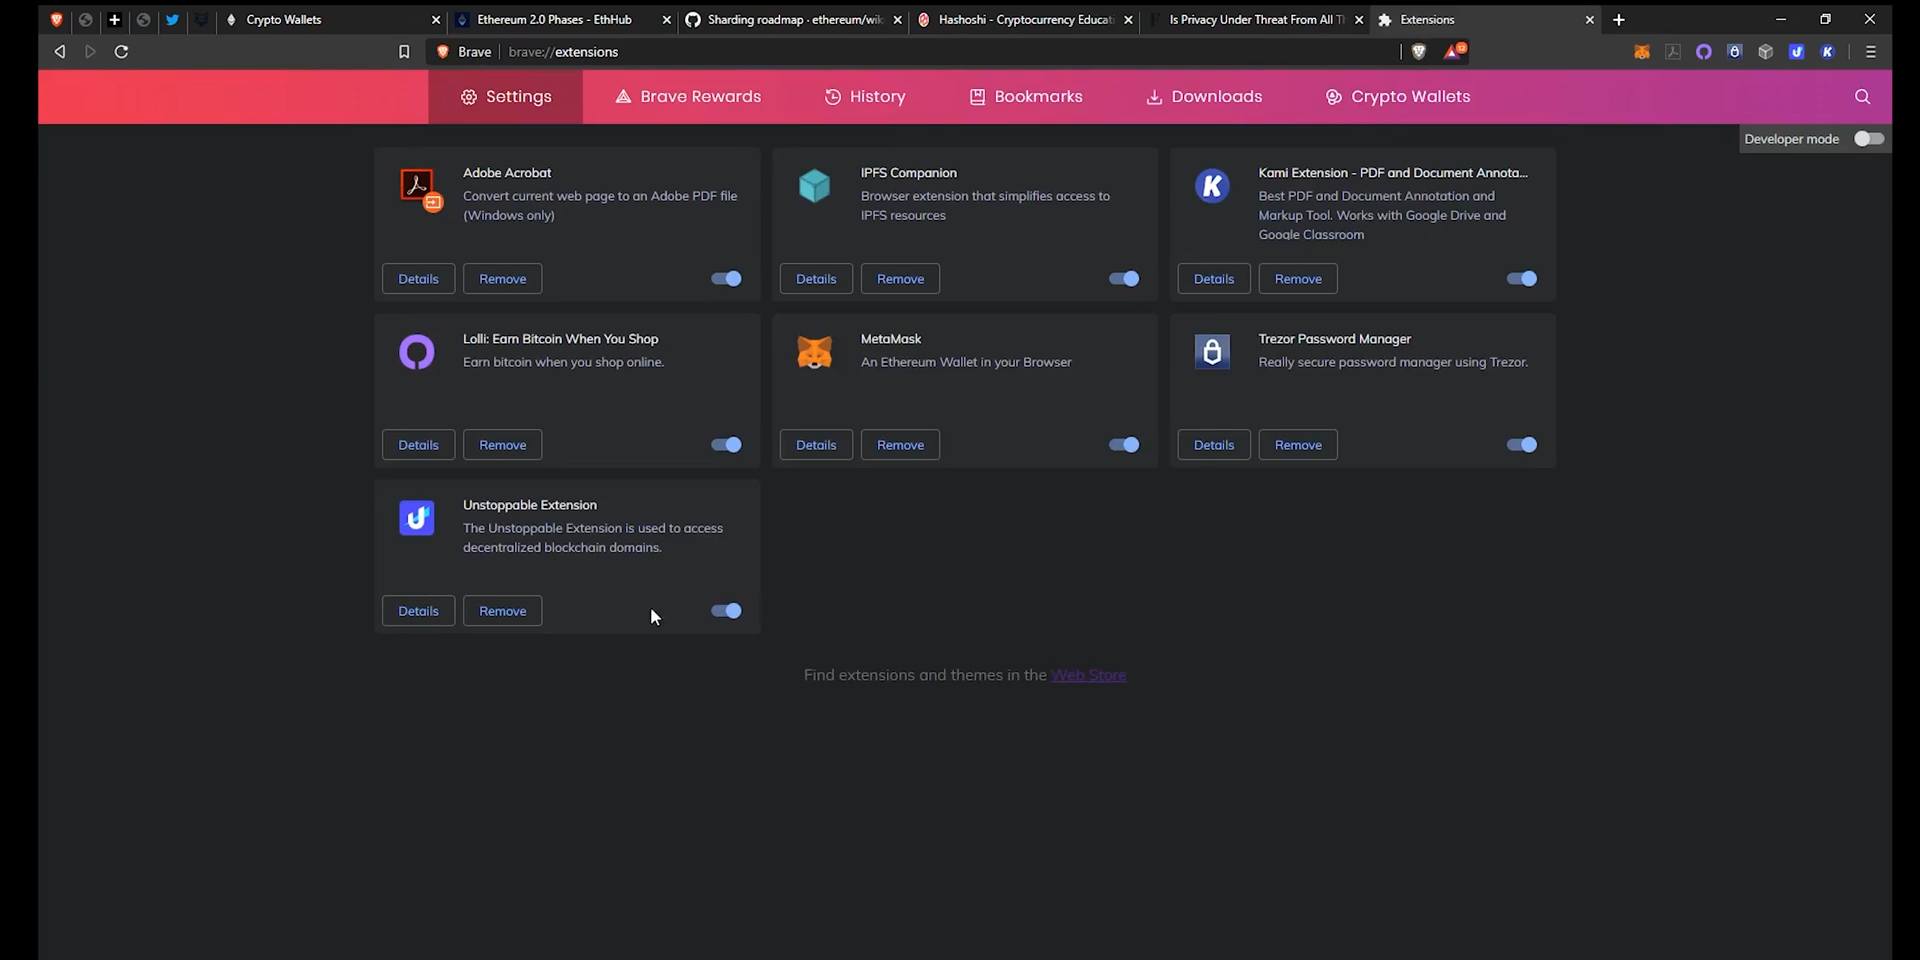 Crypto Wallets
Ethereum 2.0 Phases - EthHub
Sharding roadmap · ethereum/wik
Hashoshi - Cryptocurrency Educati
Is Privacy Under Threat From All T
Extensions
Brave
brave://extensions
12
Settings
Brave Rewards
History
Bookmarks
Downloads
Crypto Wallets
Developer mode
Adobe Acrobat
Convert current web page to an Adobe PDF file
(Windows only)
Details
Remove
IPFS Companion
Browser extension that simplifies access to
IPFS resources
Details
Remove
Kami Extension - PDF and Document Annota...
Best PDF and Document Annotation and
Markup Tool. Works with Google Drive and
Google Classroom
Details
Remove
Lolli: Earn Bitcoin When You Shop
Earn bitcoin when you shop online.
Details
Remove
MetaMask
An Ethereum Wallet in your Browser
Details
Remove
Trezor Password Manager
Really secure password manager using Trezor.
Details
Remove
Unstoppable Extension
The Unstoppable Extension is used to access
decentralized blockchain domains.
Details
Remove
Find extensions and themes in the Web Store